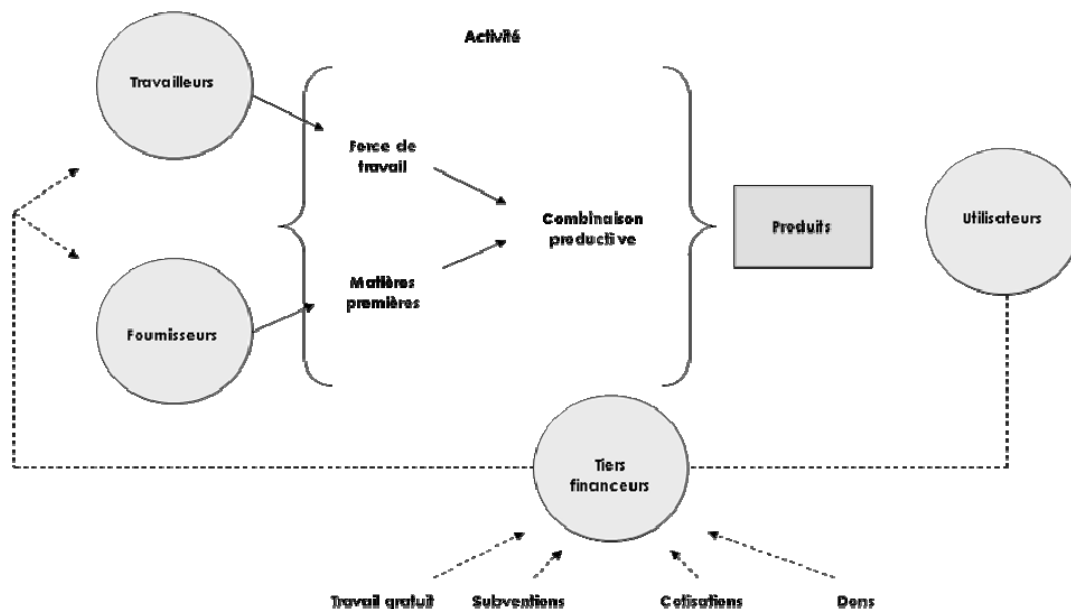 Activité
Travailleurs
Force de
travail
Combinaison
productive
Produits
Utilisateurs
Matières
premières
Fournisseurs
Tiers
financeurs
Travail gratuit
Subventions
Cotisations
Dons